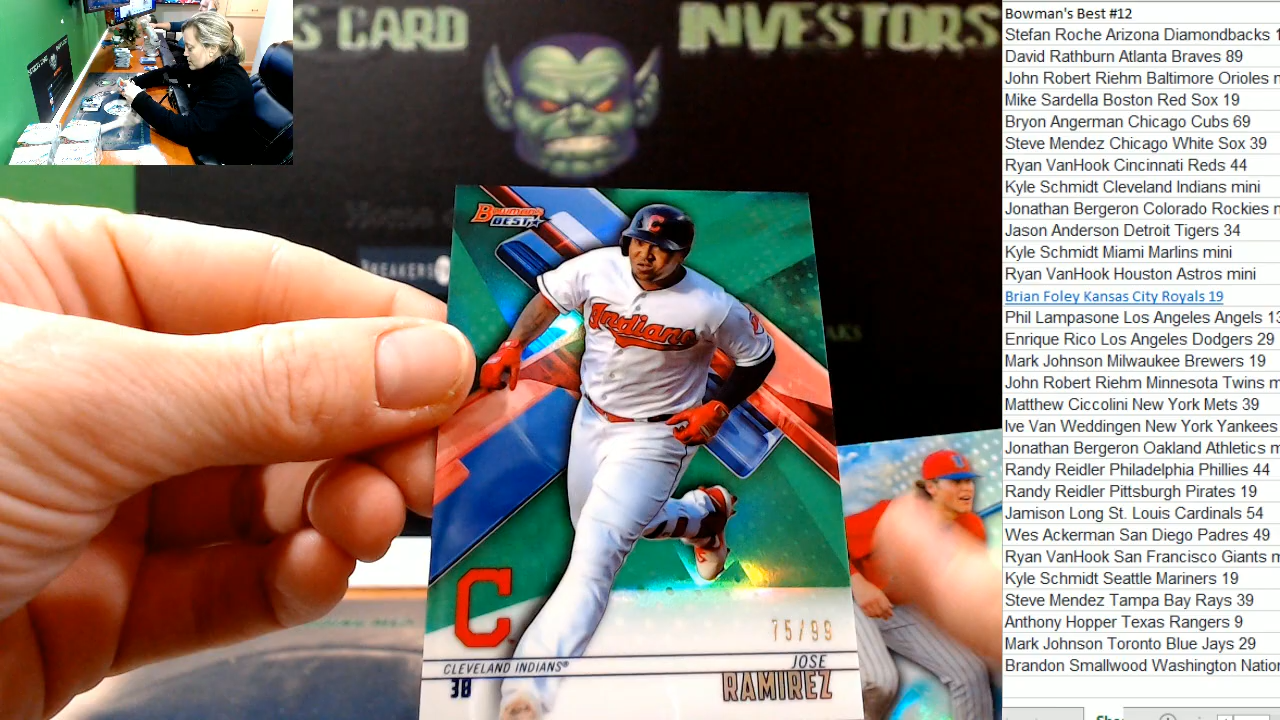 S CARD INVESTORS
BREAKERS
AKS
Bowman's
BEST
C
Indians
75/99
C
CLEVELAND INDIANS®
3B
JOSE
RAMIREZ
Bowman's Best #12
Stefan Roche Arizona Diamondbacks 1
David Rathburn Atlanta Braves 89
John Robert Riehm Baltimore Orioles m
Mike Sardella Boston Red Sox 19
Bryon Angerman Chicago Cubs 69
Steve Mendez Chicago White Sox 39
Ryan VanHook Cincinnati Reds 44
Kyle Schmidt Cleveland Indians mini
Jonathan Bergeron Colorado Rockies m
Jason Anderson Detroit Tigers 34
Kyle Schmidt Miami Marlins mini
Ryan VanHook Houston Astros mini
Brian Foley Kansas City Royals 19
Phil Lampasone Los Angeles Angels 13
Enrique Rico Los Angeles Dodgers 29
Mark Johnson Milwaukee Brewers 19
John Robert Riehm Minnesota Twins m
Matthew Ciccolini New York Mets 39
Ive Van Weddingen New York Yankees
Jonathan Bergeron Oakland Athletics m
Randy Reidler Philadelphia Phillies 44
Randy Reidler Pittsburgh Pirates 19
Jamison Long St. Louis Cardinals 54
Wes Ackerman San Diego Padres 49
Ryan VanHook San Francisco Giants m
Kyle Schmidt Seattle Mariners 19
Steve Mendez Tampa Bay Rays 39
Anthony Hopper Texas Rangers 9
Mark Johnson Toronto Blue Jays 29
Brandon Smallwood Washington Nation